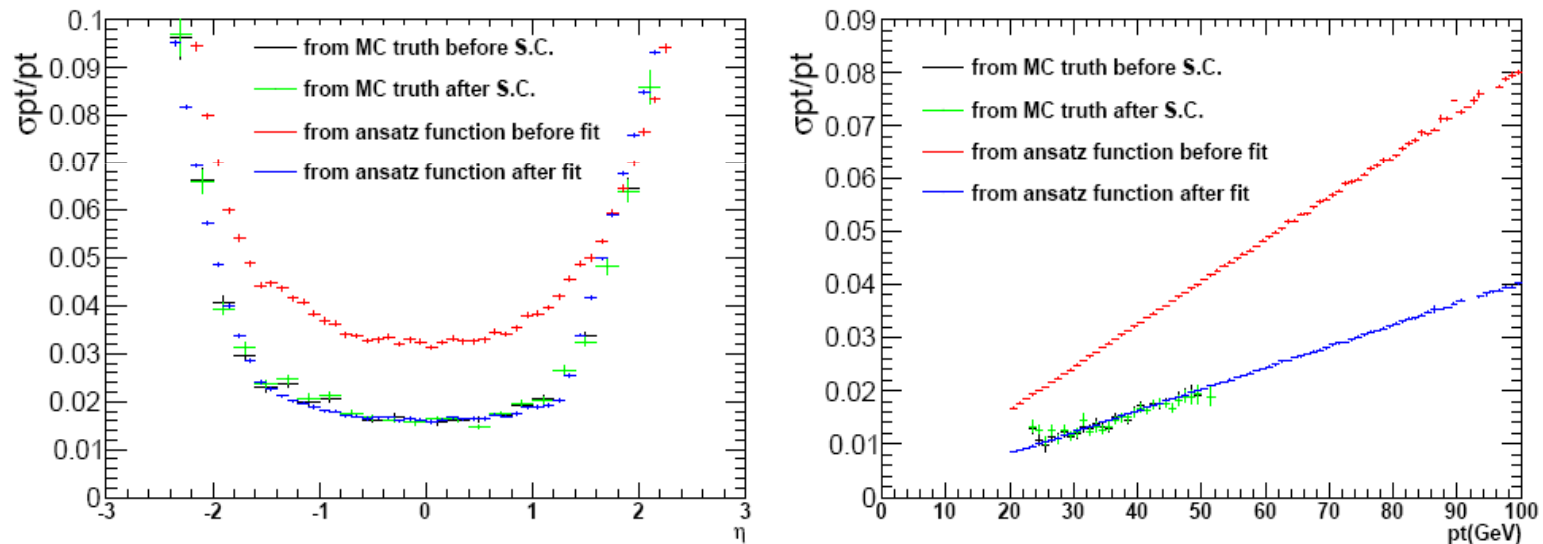 0.1
0.09
0.08
0.07
0.06
0.05
0.04
0.03
0.02
0.01
0
σpt/pt
from MC truth before S.C.
from MC truth after S.C.
from ansatz function before fit
from ansatz function after fit
-3 -2 -1 0 1 2 3
η
0.09
0.08
0.07
0.06
0.05
0.04
0.03
0.02
0.01
0
σpt/pt
from MC truth before S.C.
from MC truth after S.C.
from ansatz function before fit
from ansatz function after fit
0 10 20 30 40 50 60 70 80 90 100
pt(GeV)